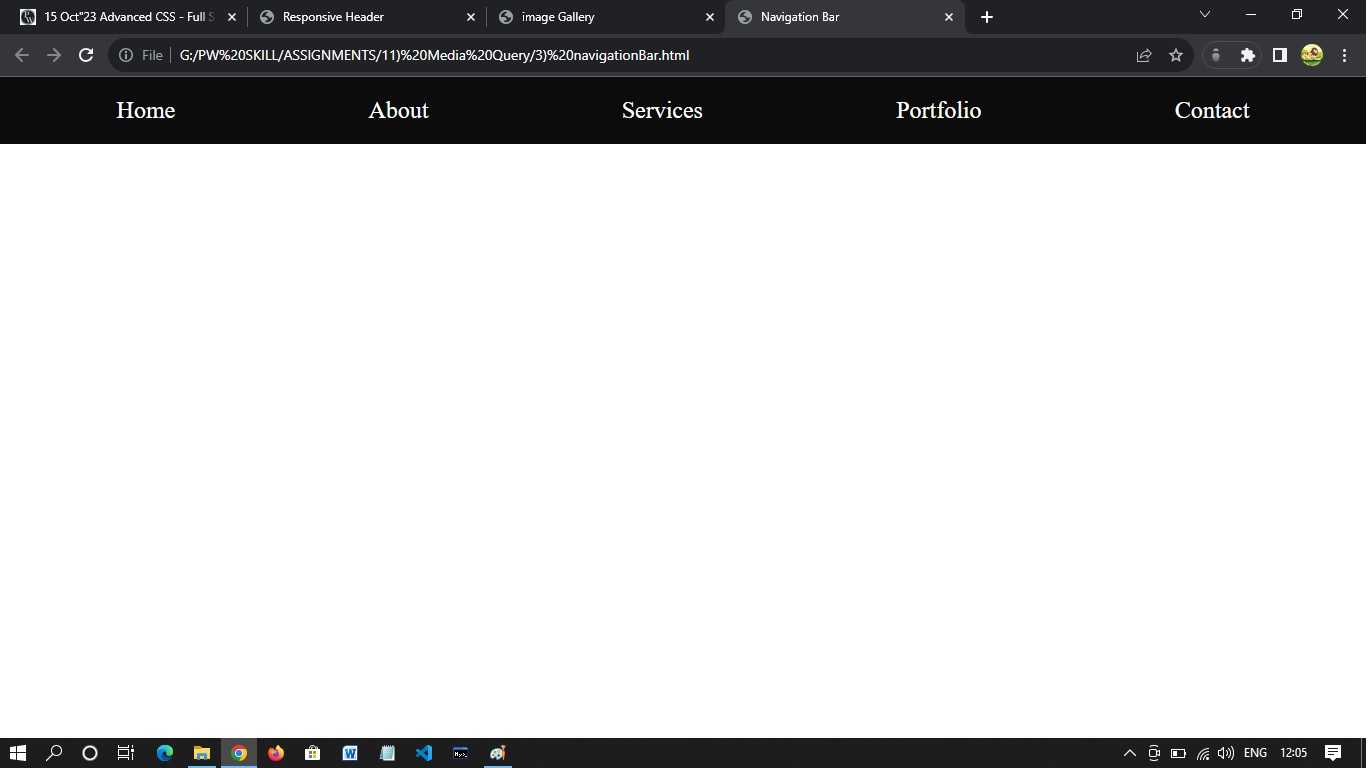 15 Oct"23 Advanced CSS - Full S
Responsive Header
image Gallery
Navigation Bar
File
G:/PW%20SKILL/ASSIGNMENTS/11)%20Media%20Query/3)%20navigationBar.html
Home
About
Services
Portfolio
Contact
ENG
12:05